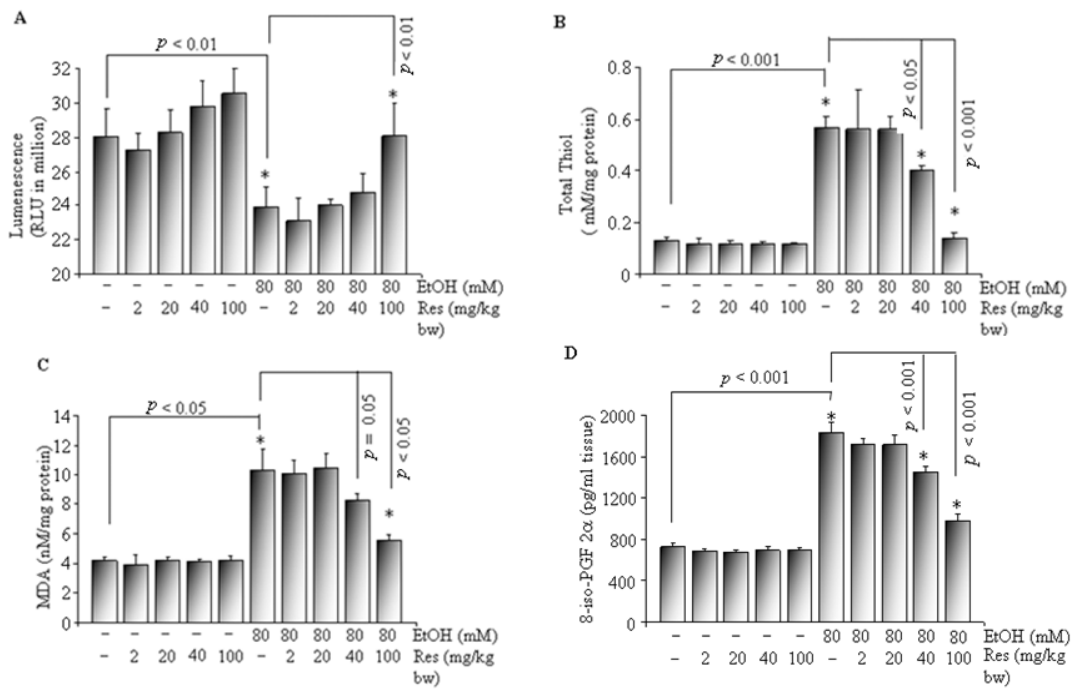 A
p < 0.01
p < 0.01
Lumenescence
(RLU in million)
32
30
28
26
24
22
20
*
*
– – – – – 80 80 80 80 80 EtOH (mM)
– 2 20 40 100 – 2 20 40 100 Res (mg/kg
bw)
B
p < 0.001
p < 0.05
p < 0.001
Total Thiol
( mM/mg protein)
0.8
0.6
0.4
0.2
0
*
*
*
– – – – – 80 80 80 80 80 EtOH (mM)
– 2 20 40 100 – 2 20 40 100 Res (mg/kg
bw)
C
p < 0.05
p = 0.05
p < 0.05
MDA (nM/mg protein)
14
12
10
8
6
4
2
0
*
*
– – – – – 80 80 80 80 80 EtOH (mM)
– 2 20 40 100 – 2 20 40 100 Res (mg/kg
bw)
D
p < 0.001
p < 0.001
p < 0.001
8-iso-PGF 2α (pg/ml tissue)
2000
1600
1200
800
400
0
*
*
*
– – – – – 80 80 80 80 80 EtOH (mM)
– 2 20 40 100 – 2 20 40 100 Res (mg/kg
bw)